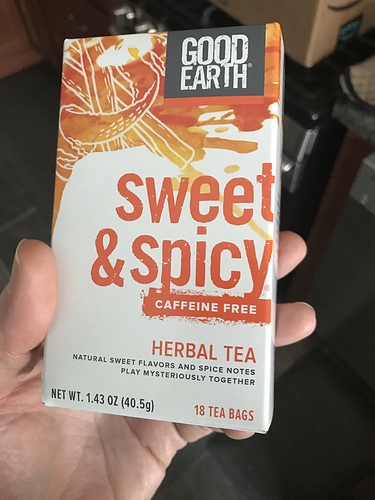 GOOD
EARTH®
sweet
& spicy®
CAFFEINE FREE
HERBAL TEA
NATURAL SWEET FLAVORS AND SPICE NOTES
PLAY MYSTERIOUSLY TOGETHER
NET WT. 1.43 OZ (40.5g)
18 TEA BAGS